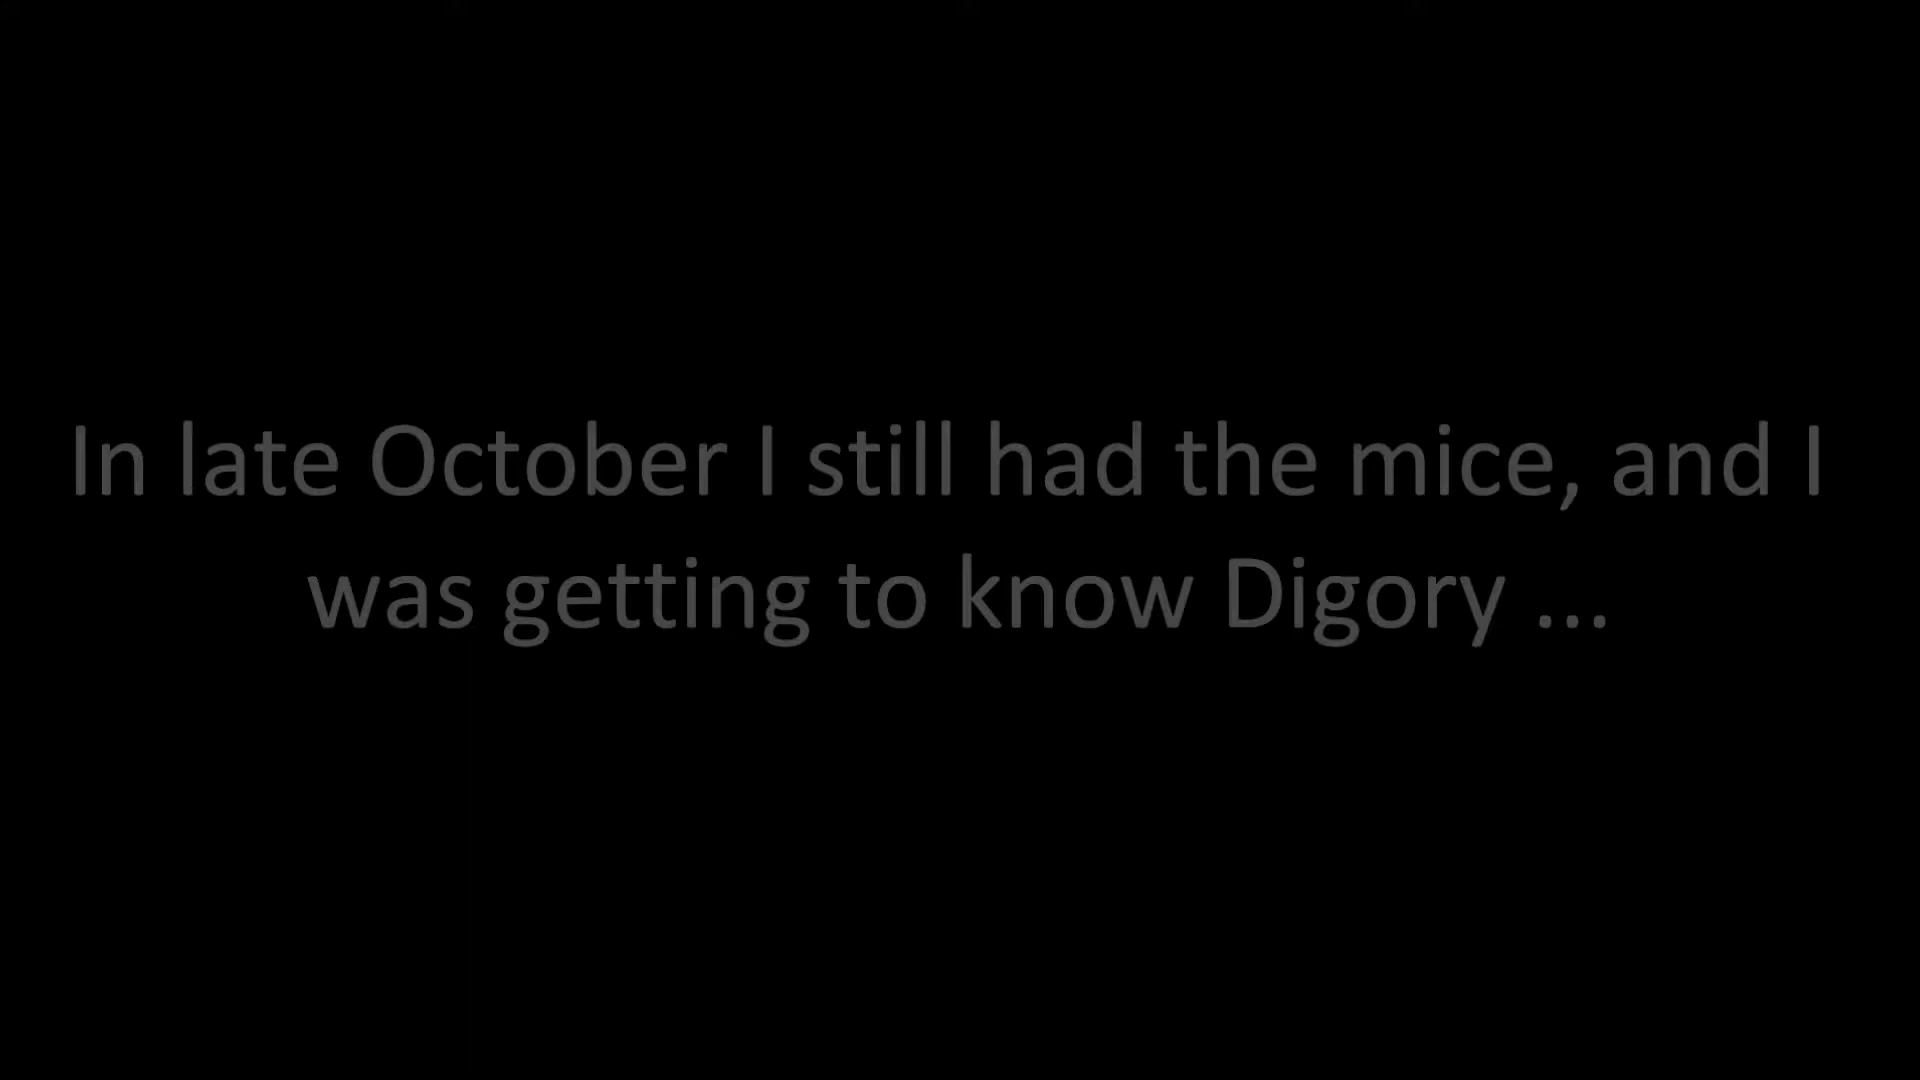 In late October I still had the mice, and I
was getting to know Digory ...